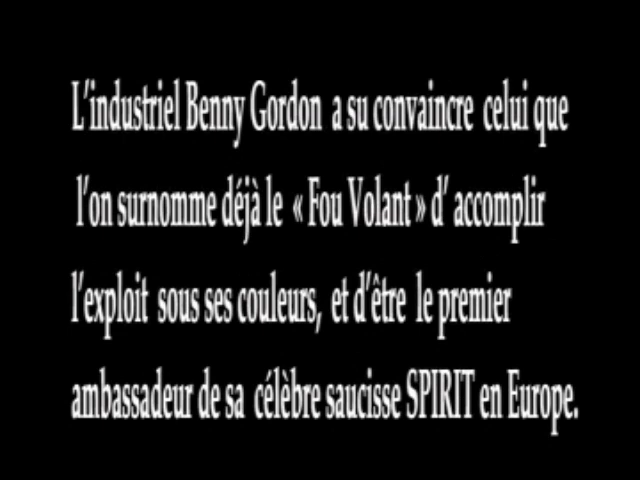 L'industriel Benny Gordon a su convaincre celui que
l'on surnomme déjà le « Fou Volant » d' accomplir
l'exploit sous ses couleurs, et d'être le premier
ambassadeur de sa célèbre saucisse SPIRIT en Europe.